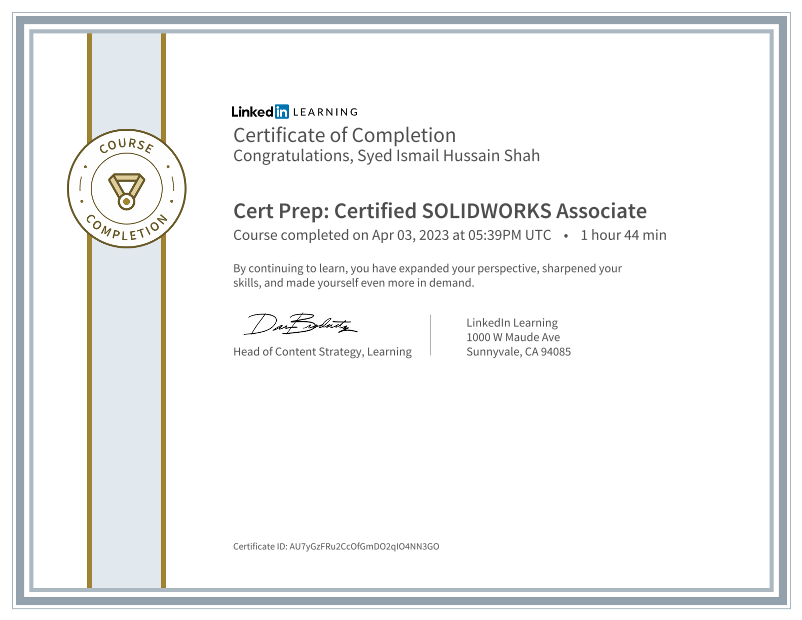 LinkedIn LEARNING
Certificate of Completion
Congratulations, Syed Ismail Hussain Shah
COURSE
COMPLETION
Cert Prep: Certified SOLIDWORKS Associate
Course completed on Apr 03, 2023 at 05:39PM UTC • 1 hour 44 min
By continuing to learn, you have expanded your perspective, sharpened your
skills, and made yourself even more in demand.
Head of Content Strategy, Learning
LinkedIn Learning
1000 W Maude Ave
Sunnyvale, CA 94085
Certificate ID: AU7yGzFRu2CcOfGmDO2qIO4NN3GO